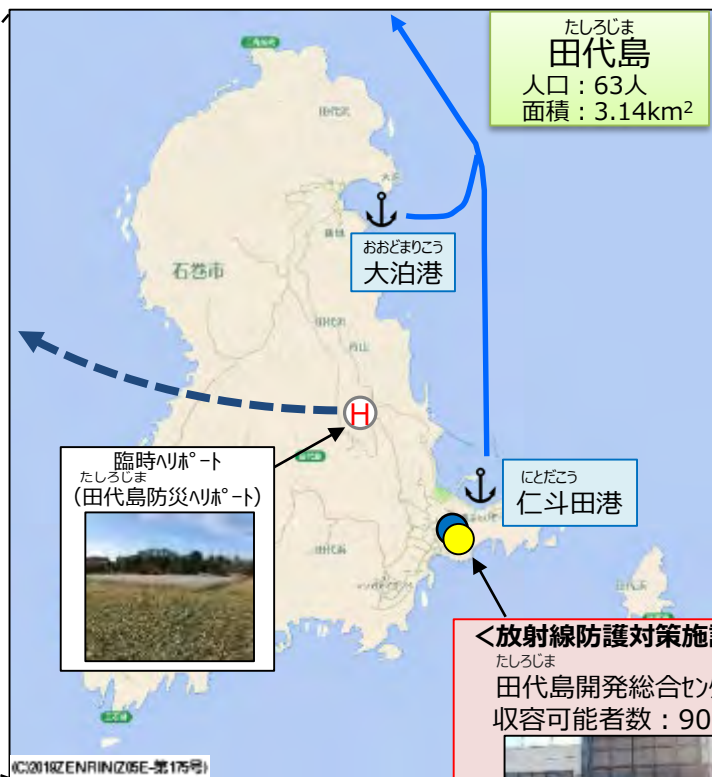 たしろじま
田代島
人口：63人
面積：3.14km²
おおどまりこう
大泊港
石巻市
臨時ﾍﾘﾎﾟｰﾄ
たしろじま
(田代島防災ﾍﾘﾎﾟｰﾄ)
H
にとだこう
仁斗田港
田代浜
＜放射線防護対策施
たしろじま
田代島開発総合ｾﾝ
収容可能者数：90
(C)2019ZENRIN(Z05E-第175号)